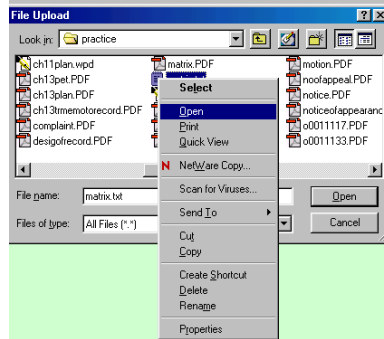 File Upload
Look in: practice
ch11plan.wpd
ch13pet.PDF
ch13plan.PDF
ch13trmemotorecord.PDF
complaint.PDF
desigofrecord.PDF
matrix.PDF
motion.PDF
noofappeal.PDF
notice.PDF
noticeofappearanc
o0011117.PDF
o0011133.PDF
Select
Open
Print
Quick View
N NetWare Copy...
Scan for Viruses...
Send To
Cut
Copy
Create Shortcut
Delete
Rename
Properties
File name: matrix.txt
Open
Files of type: All Files (*.*)
Cancel